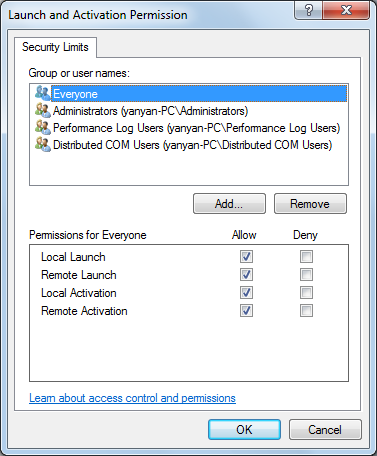 Launch and Activation Permission
Security Limits
Group or user names:
Everyone
Administrators (yanyan-PC\Administrators)
Performance Log Users (yanyan-PC\Performance Log Users)
Distributed COM Users (yanyan-PC\Distributed COM Users)
Add... Remove
Permissions for Everyone Allow Deny
Local Launch
Remote Launch
Local Activation
Remote Activation
Learn about access control and permissions
OK Cancel